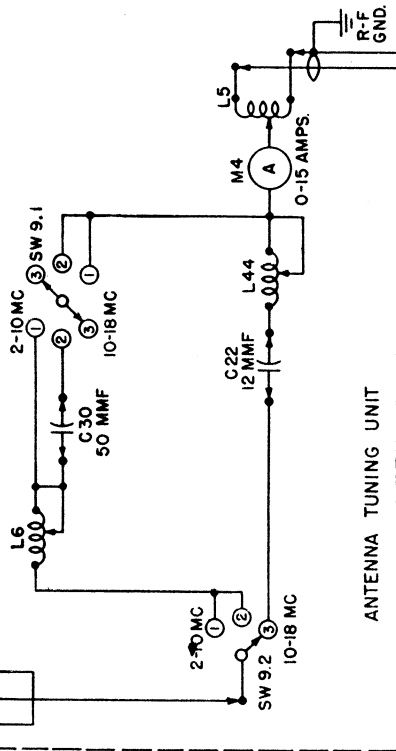 R-F
GND.
L5
M4
A
0-15 AMPS.
SW 9.1
3
2
1
2-10 MC
1
2
3
10-18 MC
L44
C22
12 MMF
C30
50 MMF
L6
2-10 MC
1
2
3
10-18 MC
SW 9.2
ANTENNA TUNING UNIT